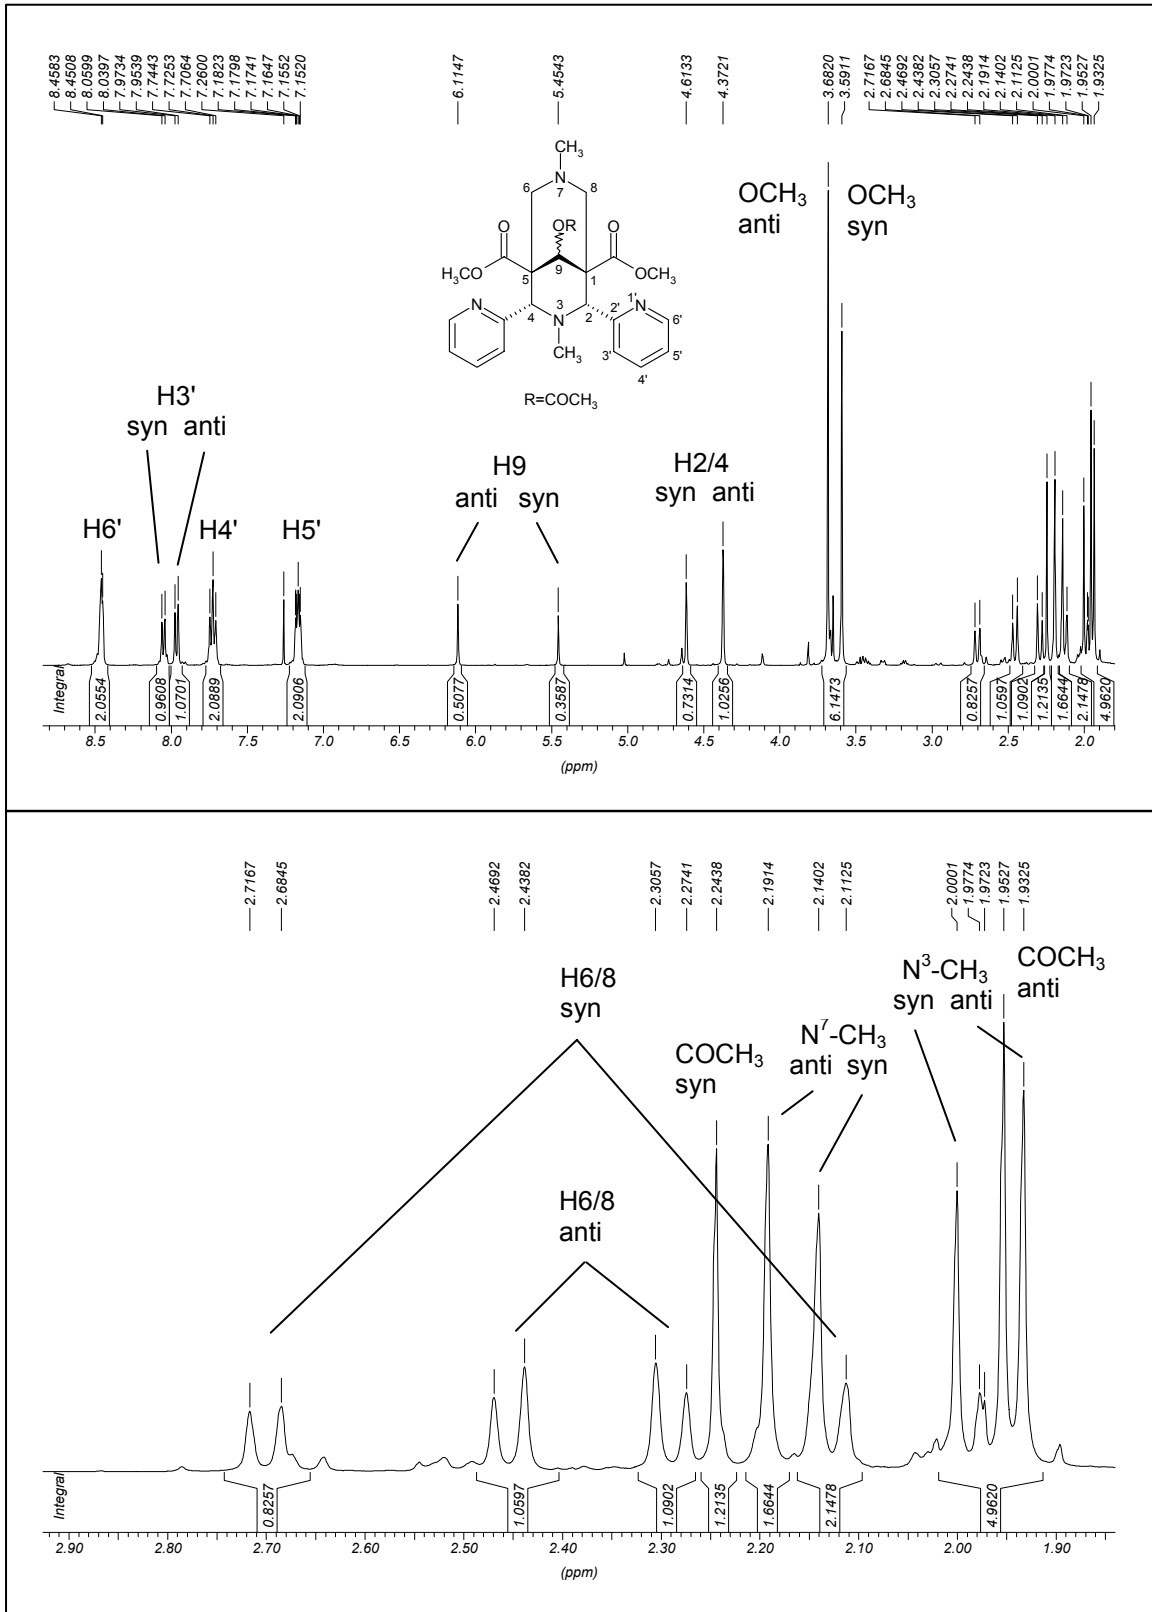 8.4583
8.4508
8.0599
8.0397
7.9734
7.9539
7.7443
7.7253
7.7064
7.2600
7.1823
7.1798
7.1741
7.1647
7.1552
7.1520
6.1147
5.4543
4.6133
4.3721
3.6820
3.5911
2.7167
2.6845
2.4692
2.4382
2.3057
2.2741
2.2438
2.1914
2.1402
2.1125
2.0001
1.9774
1.9723
1.9527
1.9325
CH3
N
7
6
8
OR
O
O
H3CO
OCH3
5
9
1
N
4
3
N
2
2'
1'
N
6'
CH3
3'
5'
4'
R=COCH3
OCH3
anti
OCH3
syn
H3'
syn anti
H9
anti syn
H2/4
syn anti
H6'
H4'
H5'
Integral
2.0554
0.9608
1.0701
2.0889
2.0906
0.5077
0.3587
0.7314
1.0256
6.1473
0.8257
1.0597
1.0902
1.2135
1.6644
2.1478
4.9620
8.5 8.0 7.5 7.0 6.5 6.0 5.5 5.0 4.5 4.0 3.5 3.0 2.5 2.0
(ppm)
2.7167
2.6845
2.4692
2.4382
2.3057
2.2741
2.2438
2.1914
2.1402
2.1125
2.0001
1.9774
1.9723
1.9527
1.9325
H6/8
syn
COCH3
syn
N7-CH3
anti syn
N3-CH3
syn anti
COCH3
anti
H6/8
anti
Integral
0.8257
1.0597
1.0902
1.2135
1.6644
2.1478
4.9620
2.90 2.80 2.70 2.60 2.50 2.40 2.30 2.20 2.10 2.00 1.90
(ppm)